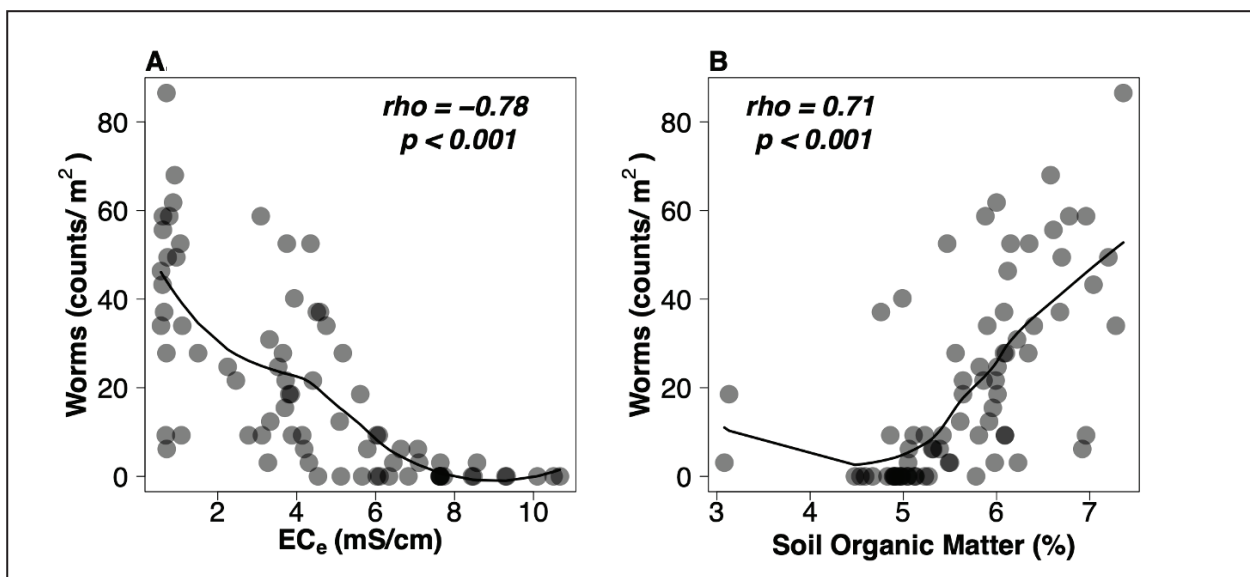 A
rho = −0.78
p < 0.001
Worms (counts/ m²)
80
60
40
20
0
2 4 6 8 10
ECₑ (mS/cm)
B
rho = 0.71
p < 0.001
Worms (counts/ m²)
80
60
40
20
0
3 4 5 6 7
Soil Organic Matter (%)